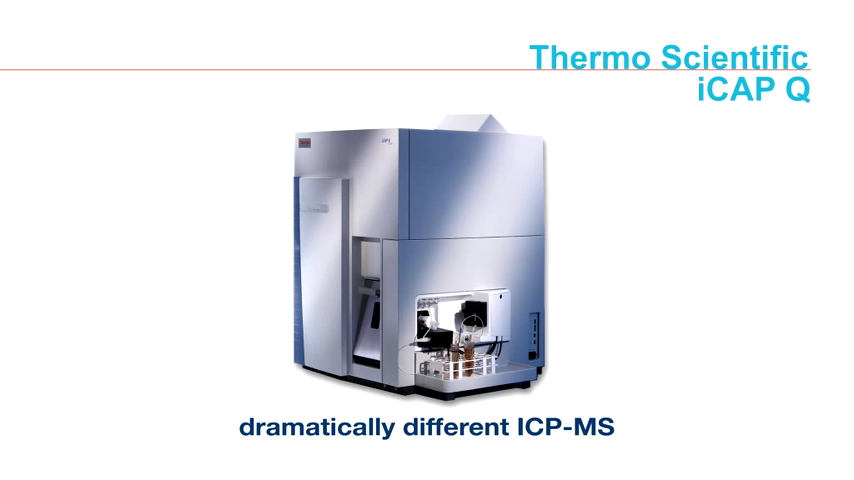 Thermo Scientific
iCAP Q
dramatically different ICP-MS